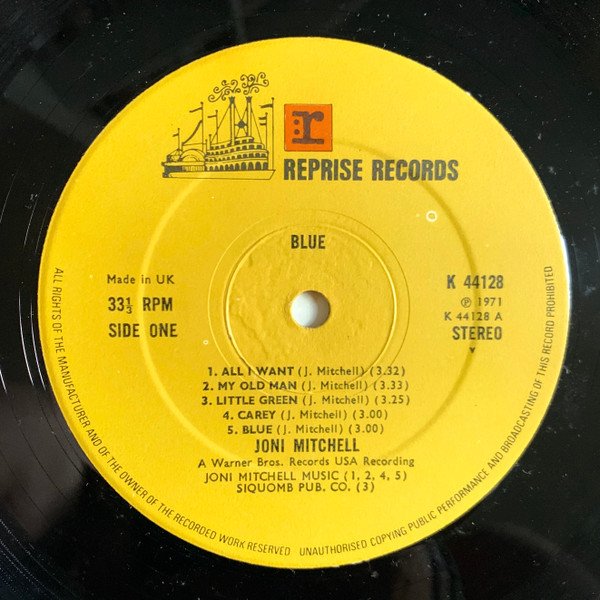 :r
REPRISE RECORDS
BLUE
Made in UK
33⅓ RPM
SIDE ONE
K 44128
℗ 1971
K 44128 A
STEREO
1. ALL I WANT (J. Mitchell) (3.32)
2. MY OLD MAN (J. Mitchell) (3.33)
3. LITTLE GREEN (J. Mitchell) (3.25)
4. CAREY (J. Mitchell) (3.00)
5. BLUE (J. Mitchell) (3.00)
JONI MITCHELL
A Warner Bros. Records USA Recording
JONI MITCHELL MUSIC (1, 2, 4, 5)
SIQUOMB PUB. CO. (3)
ALL RIGHTS OF THE MANUFACTURER AND OF THE OWNER OF THE RECORDED WORK RESERVED UNAUTHORISED COPYING PUBLIC PERFORMANCE AND BROADCASTING OF THIS RECORD PROHIBITED